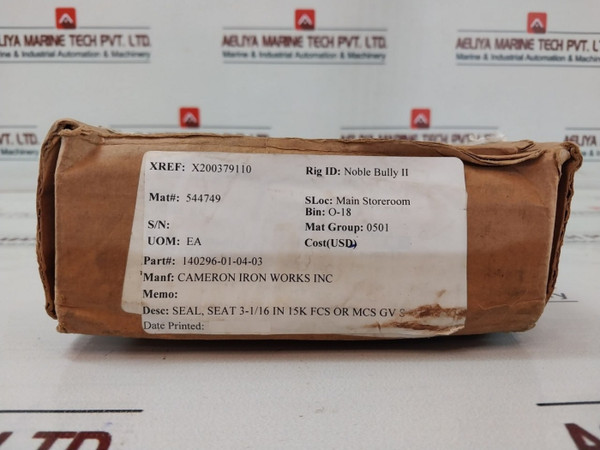 AELIYA MARINE TECH PVT. LTD.
Marine & Industrial Automation & Machinery
AELIYA MARINE TECH PVT. LTD.
Marine & Industrial Automation & Machinery
AELIYA MARINE TECH PVT. LTD.
Marine & Industrial Automation & Machinery
XREF: X200379110
Rig ID: Noble Bully II
Mat#: 544749
SLoc: Main Storeroom
Bin: O-18
S/N:
Mat Group: 0501
UOM: EA
Cost(USD)
Part#: 140296-01-04-03
Manf: CAMERON IRON WORKS INC
Memo:
Desc: SEAL, SEAT 3-1/16 IN 15K FCS OR MCS GV S
Date Printed: